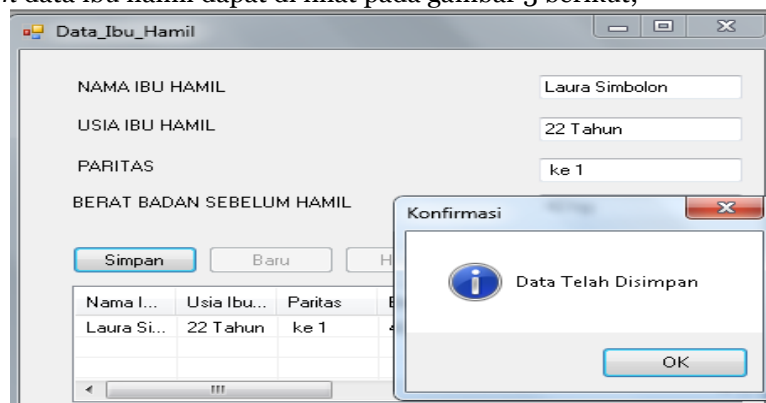 data ibu hamil dapat di lihat pada gambar 3 berikut,
Data_Ibu_Hamil
NAMA IBU HAMIL Laura Simbolon
USIA IBU HAMIL 22 Tahun
PARITAS ke 1
BERAT BADAN SEBELUM HAMIL
Konfirmasi
Simpan Baru H
Data Telah Disimpan
Nama I... Usia Ibu... Paritas
Laura Si... 22 Tahun ke 1
OK